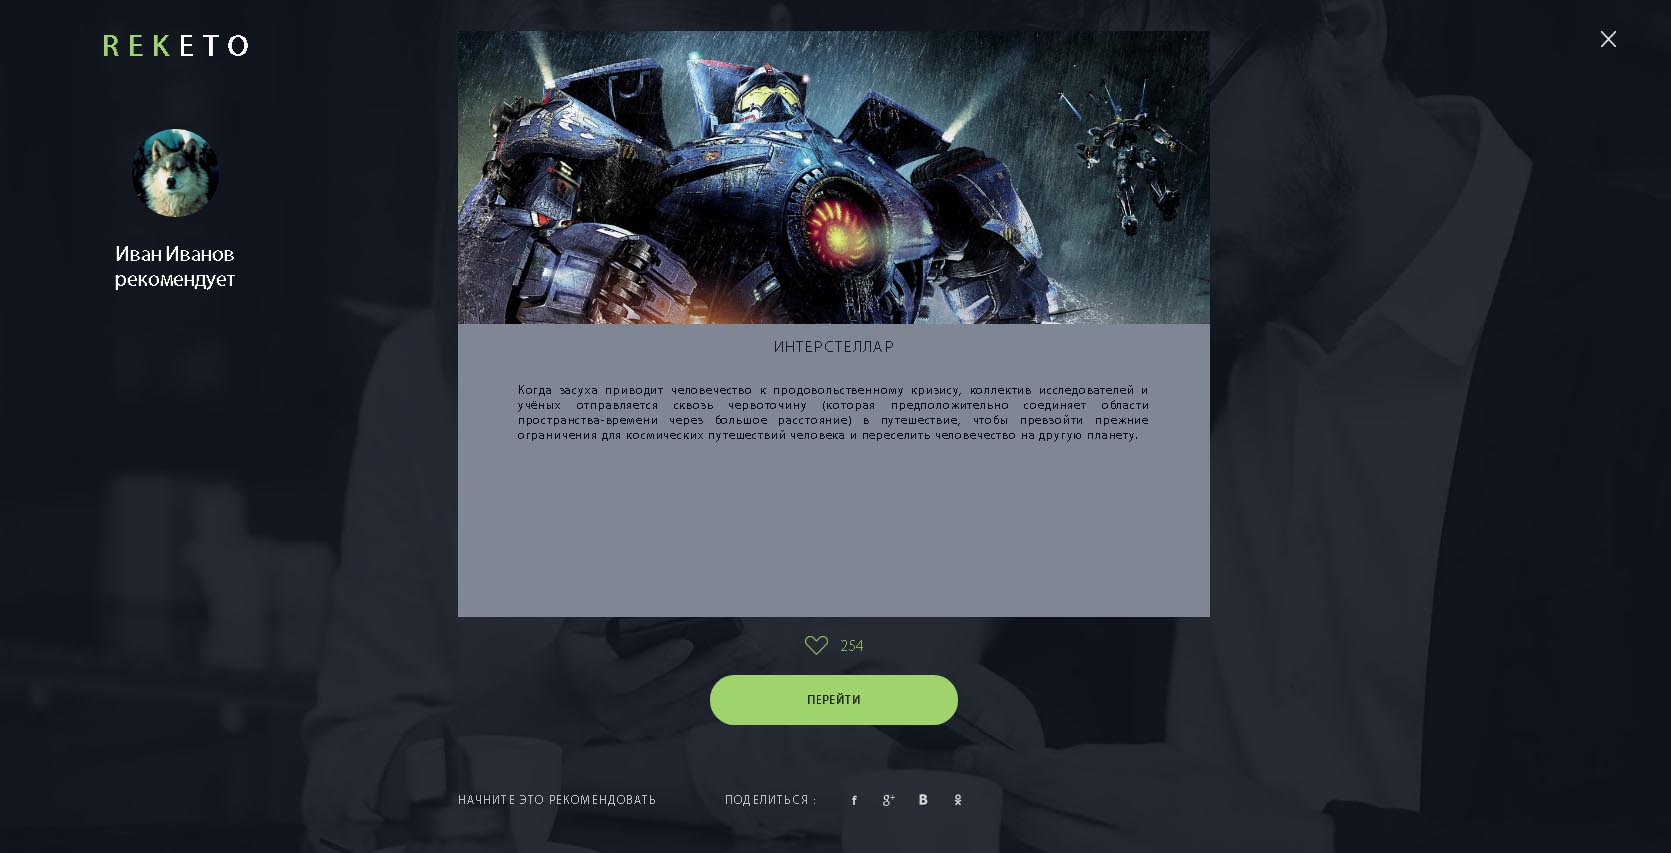 REKETO
Иван Иванов
рекомендует
ИНТЕРСТЕЛЛАР
Когда засуха приводит человечество к продовольственному кризису, коллектив исследователей и
учёных отправляется сквозь червоточину (которая предположительно соединяет области
пространства-времени через большое расстояние) в путешествие, чтобы превзойти прежние
ограничения для космических путешествий человека и переселить человечество на другую планету.
254
ПЕРЕЙТИ
НАЧНИТЕ ЭТО РЕКОМЕНДОВАТЬ
ПОДЕЛИТЬСЯ :